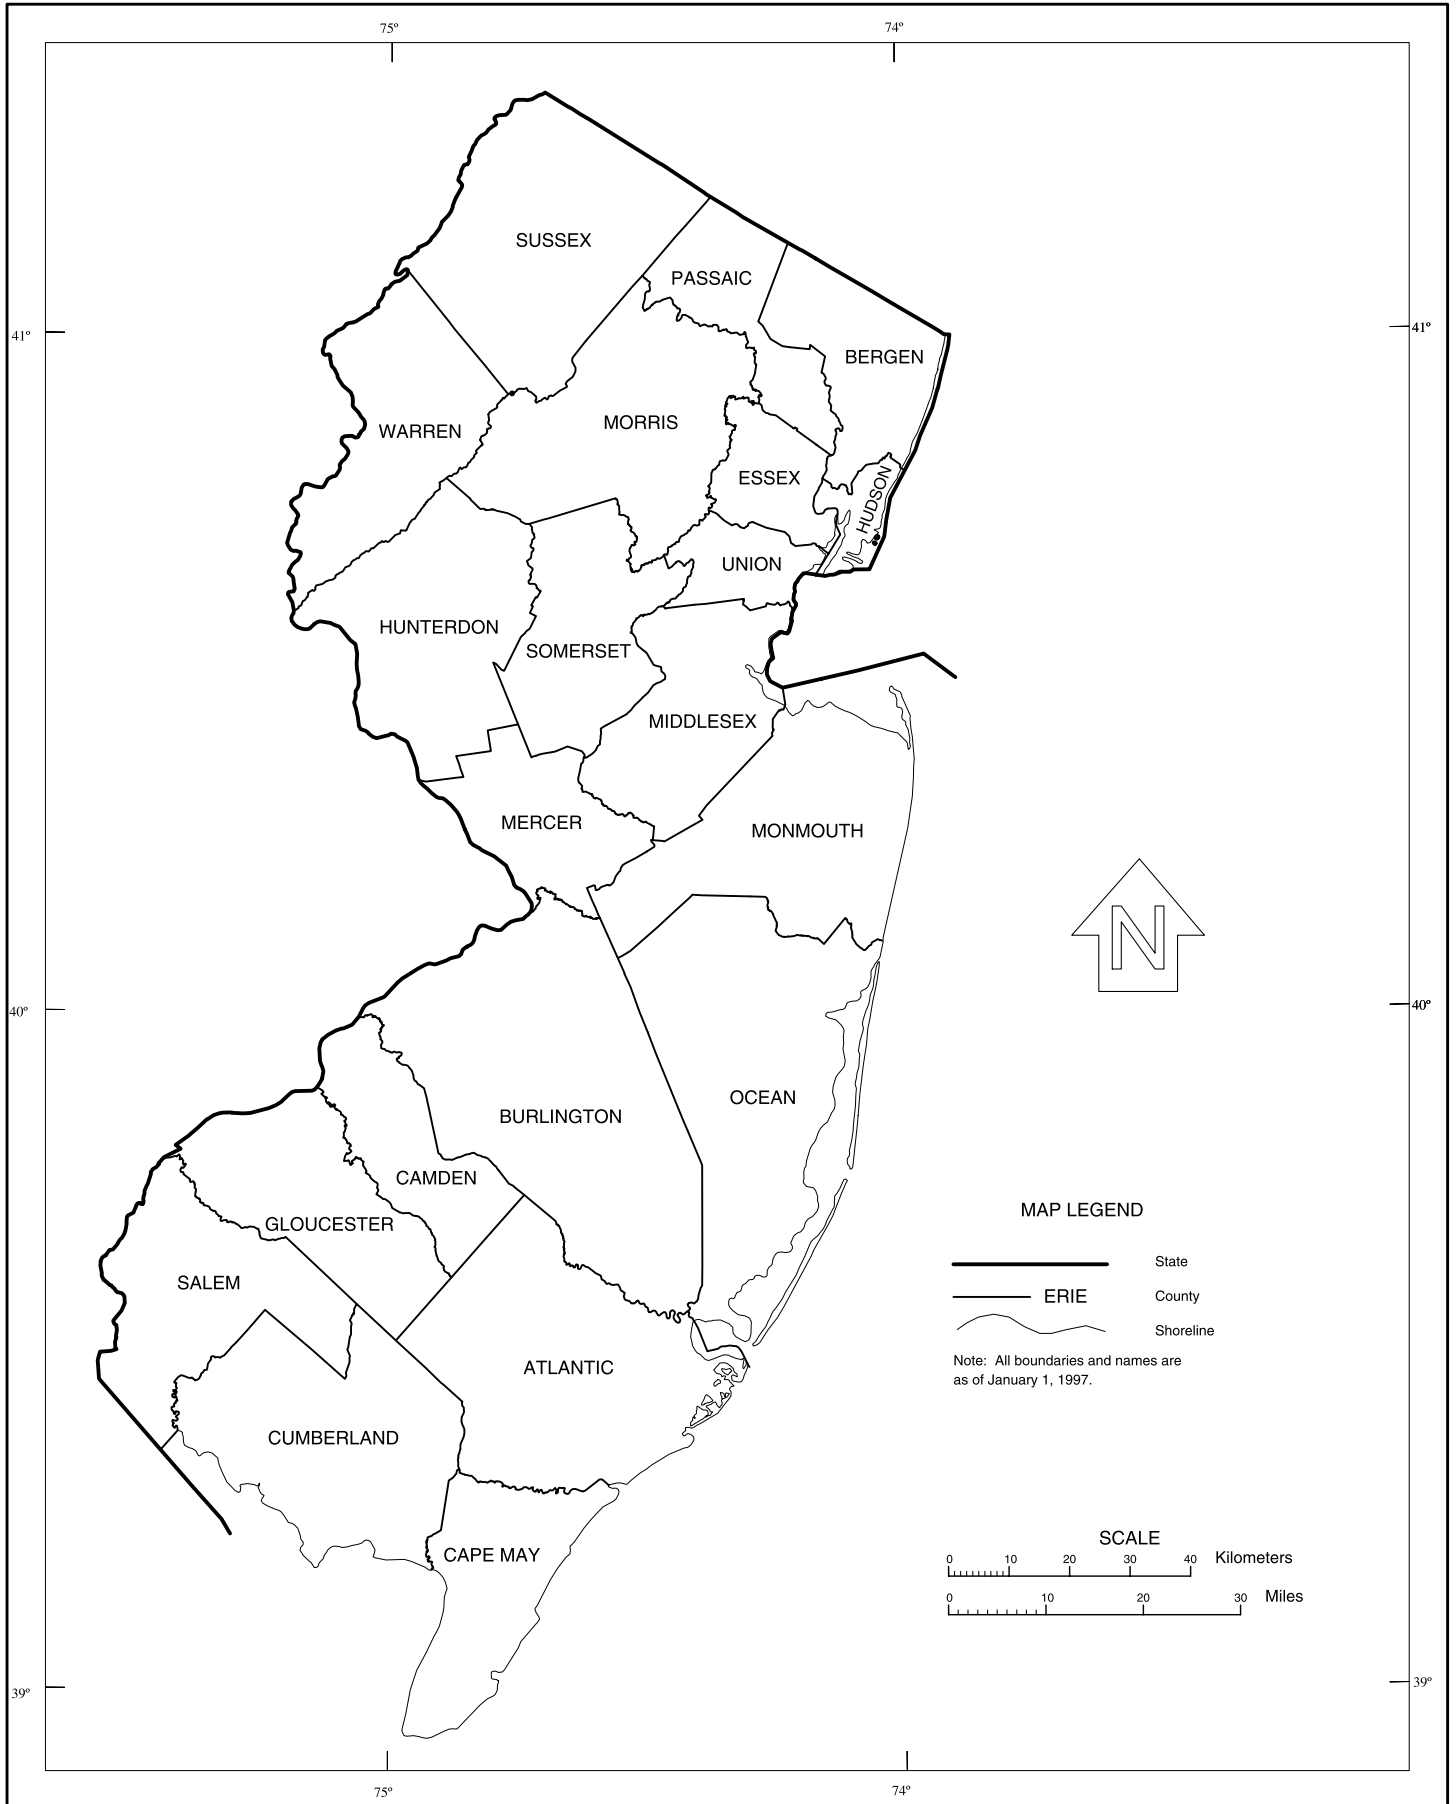 75º
74º
SUSSEX
PASSAIC
41º
41º
BERGEN
MORRIS
WARREN
ESSEX
HUDSON
UNION
HUNTERDON
SOMERSET
MIDDLESEX
MERCER
MONMOUTH
N
40º
40º
OCEAN
BURLINGTON
CAMDEN
MAP LEGEND
GLOUCESTER
State
SALEM
ERIE County
Shoreline
ATLANTIC
Note: All boundaries and names are
as of January 1, 1997.
CUMBERLAND
SCALE
CAPE MAY
0 10 20 30 40 Kilometers
0 10 20 30 Miles
39º
39º
75º
74º